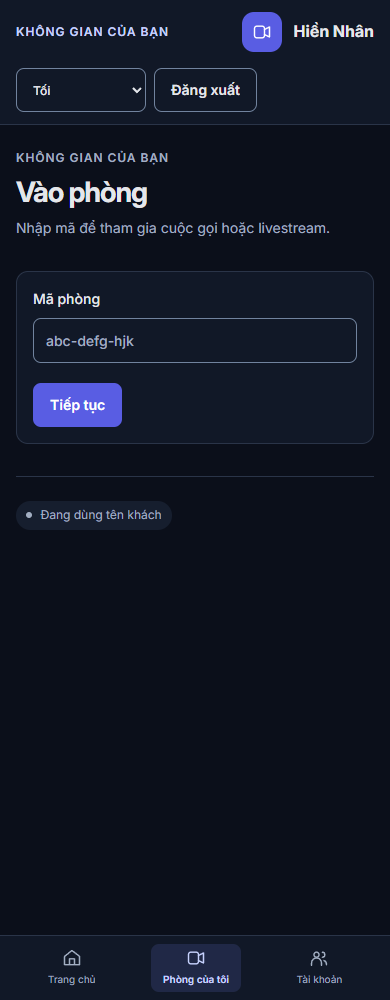 KHÔNG GIAN CỦA BẠN
Hiền Nhân
Tối
Đăng xuất
KHÔNG GIAN CỦA BẠN
Vào phòng
Nhập mã để tham gia cuộc gọi hoặc livestream.
Mã phòng
abc-defg-hjk
Tiếp tục
Đang dùng tên khách
Trang chủ
Phòng của tôi
Tài khoản